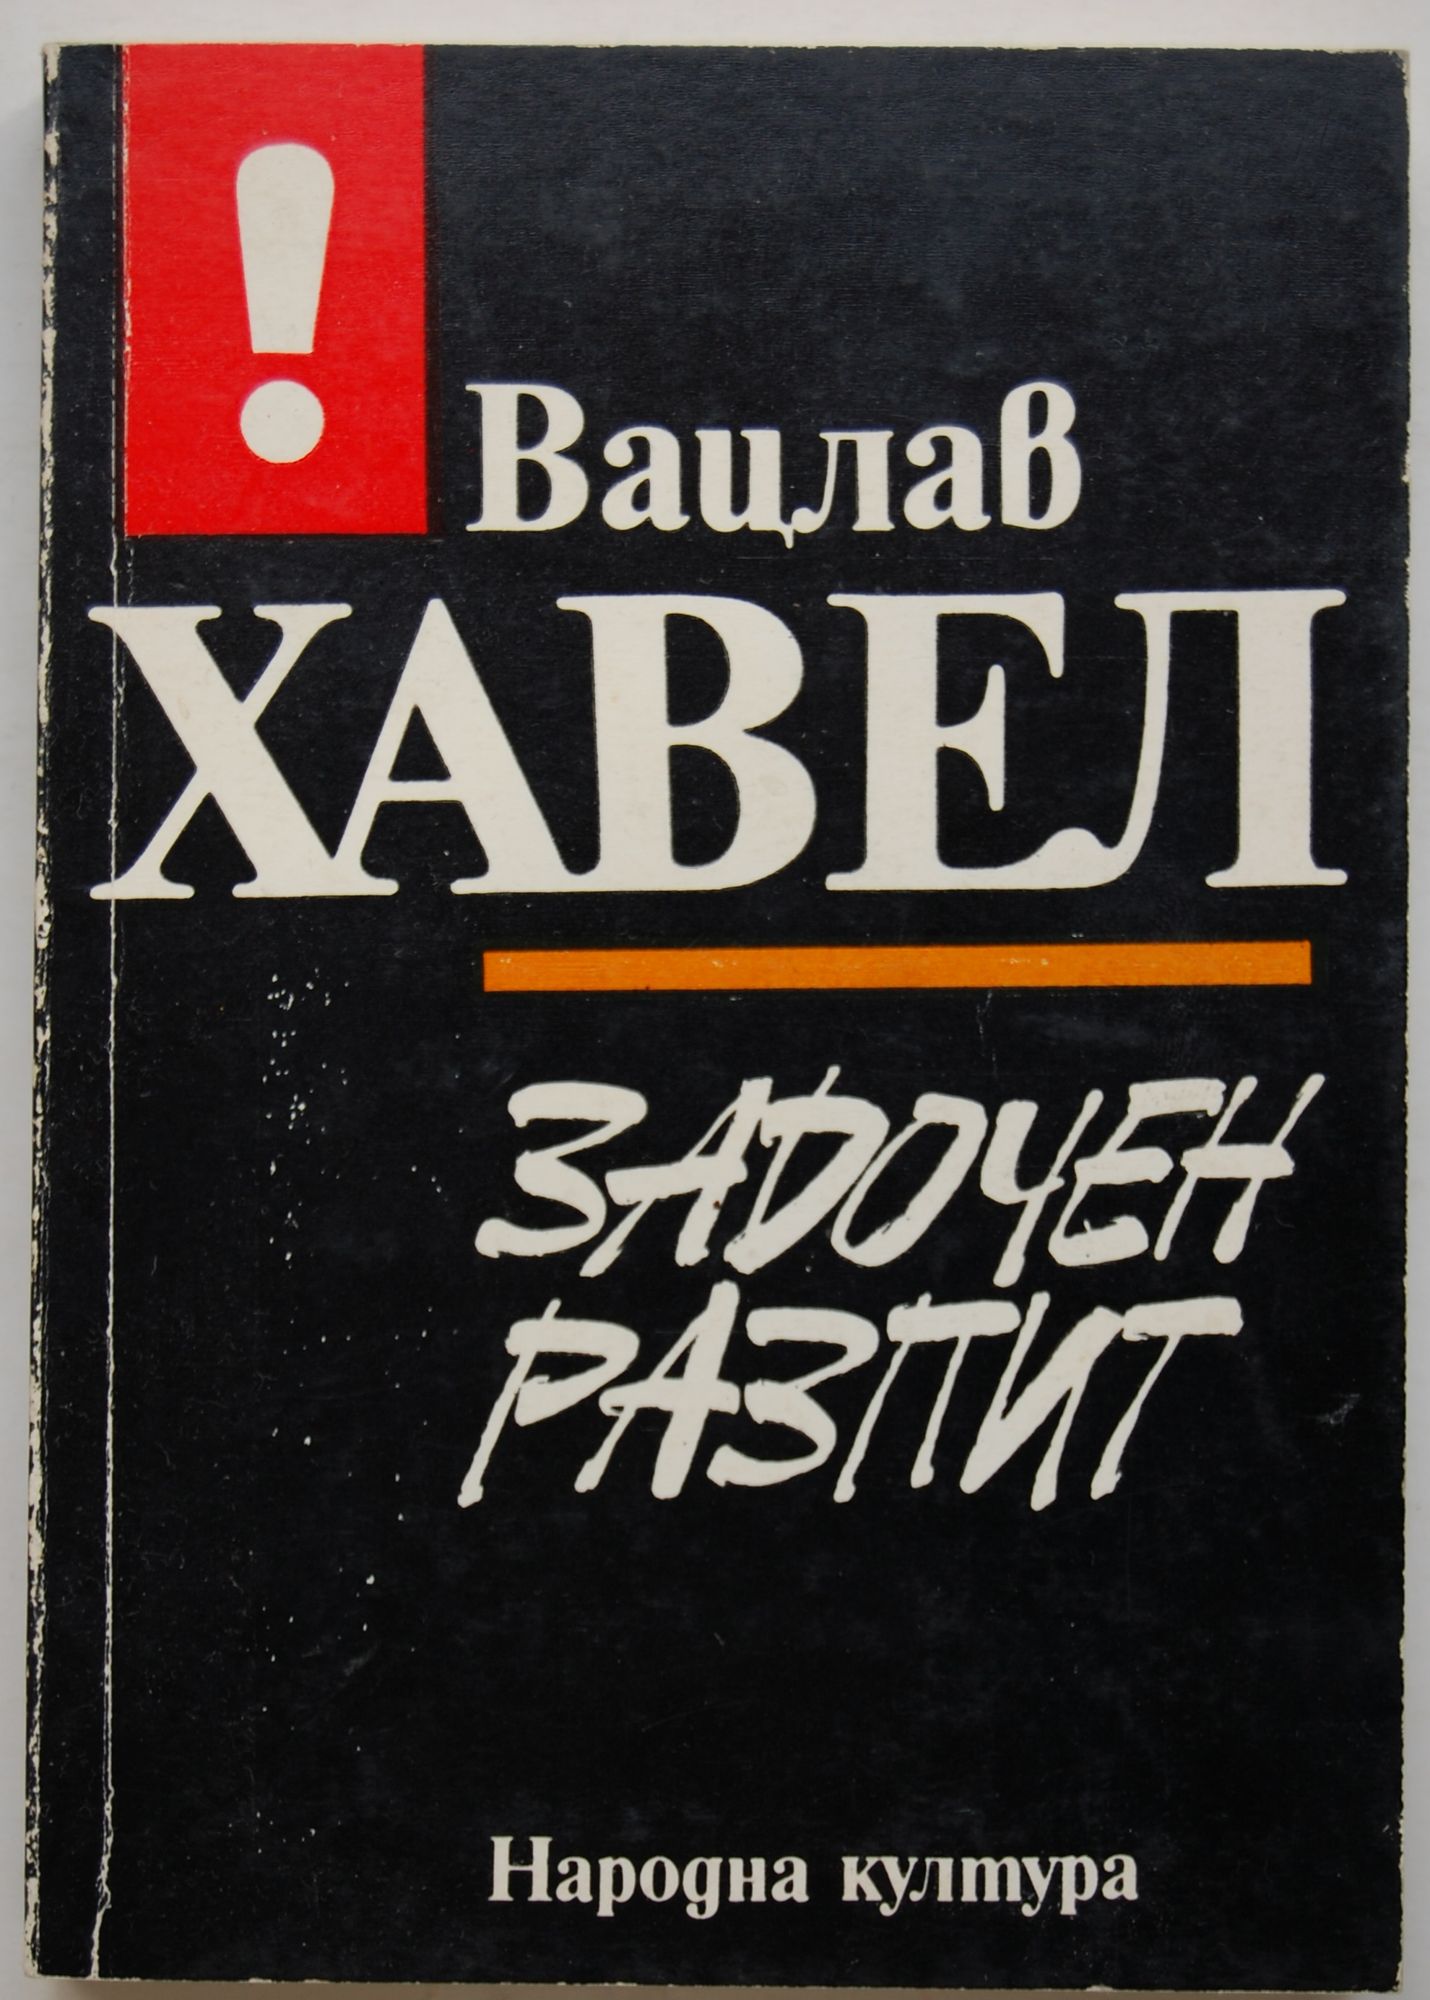 !
Вацлав
ХАВЕЛ
ЗАДОЧЕН
РАЗПИТ
Народна култура